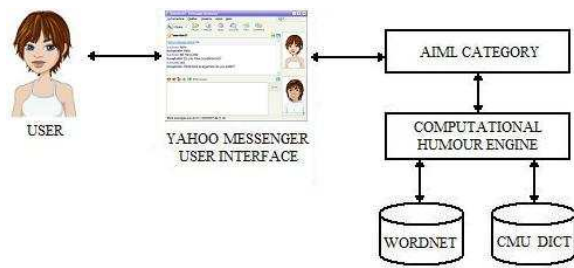 USER
YAHOO MESSENGER
USER INTERFACE
AIML CATEGORY
COMPUTATIONAL
HUMOUR ENGINE
WORDNET
CMU DICT